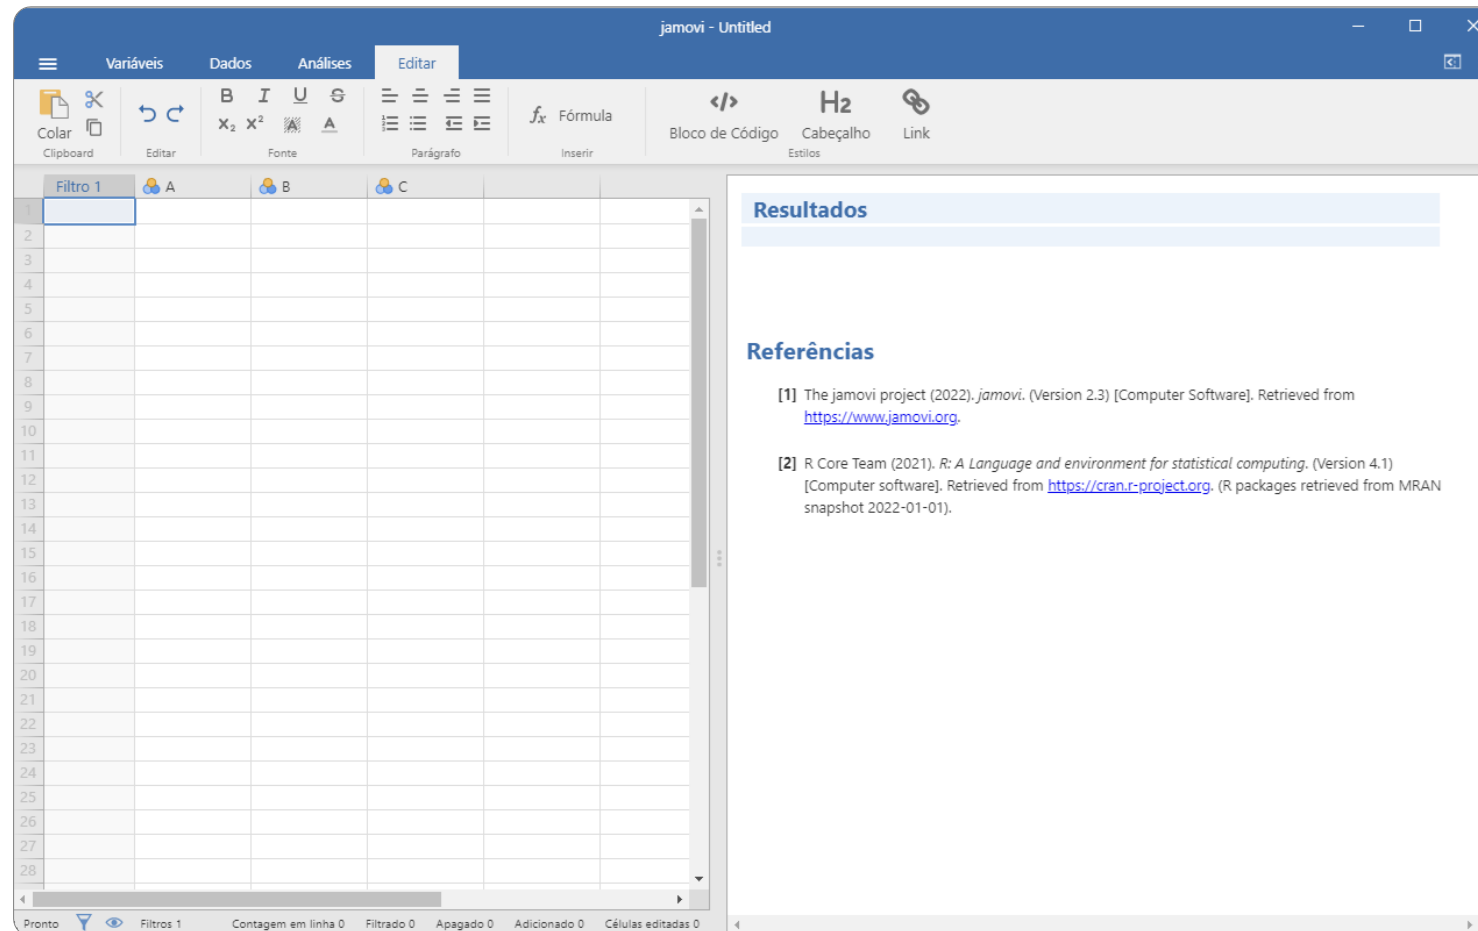 jamovi - Untitled
Variáveis Dados Análises Editar
B I U S
Colar X₂ X² A A fx Fórmula </> Bloco de Código H2 Cabeçalho Link
Clipboard Editar Fonte Parágrafo Inserir Estilos
Filtro 1 A B C
1
2
3
4
5
6
7
8
9
10
11
12
13
14
15
16
17
18
19
20
21
22
23
24
25
26
27
28
Pronto Filtros 1 Contagem em linha 0 Filtrado 0 Apagado 0 Adicionado 0 Células editadas 0
Resultados
Referências
[1] The jamovi project (2022). jamovi. (Version 2.3) [Computer Software]. Retrieved from
https://www.jamovi.org.
[2] R Core Team (2021). R: A Language and environment for statistical computing. (Version 4.1)
[Computer software]. Retrieved from https://cran.r-project.org. (R packages retrieved from MRAN
snapshot 2022-01-01).